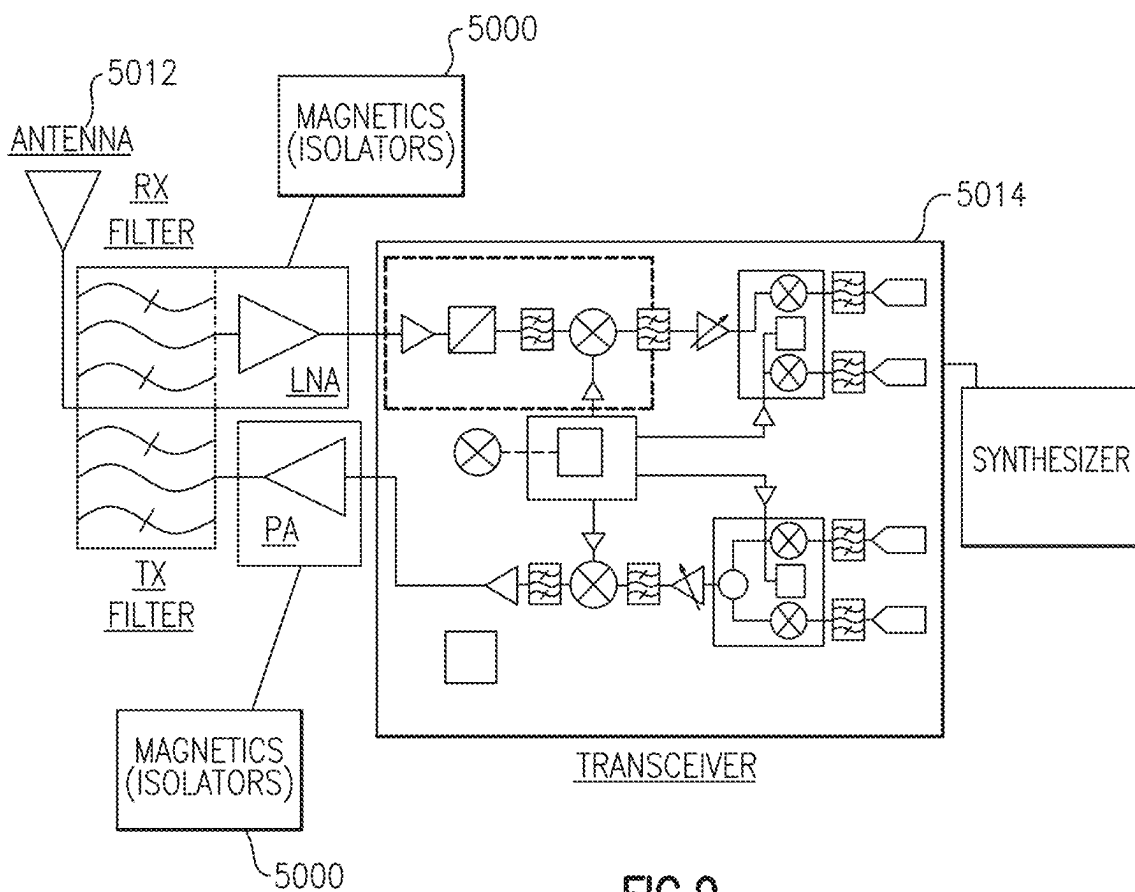 5000
5012
MAGNETICS
(ISOLATORS)
ANTENNA
RX
FILTER
5014
LNA
SYNTHESIZER
PA
TX
FILTER
MAGNETICS
(ISOLATORS)
TRANSCEIVER
5000